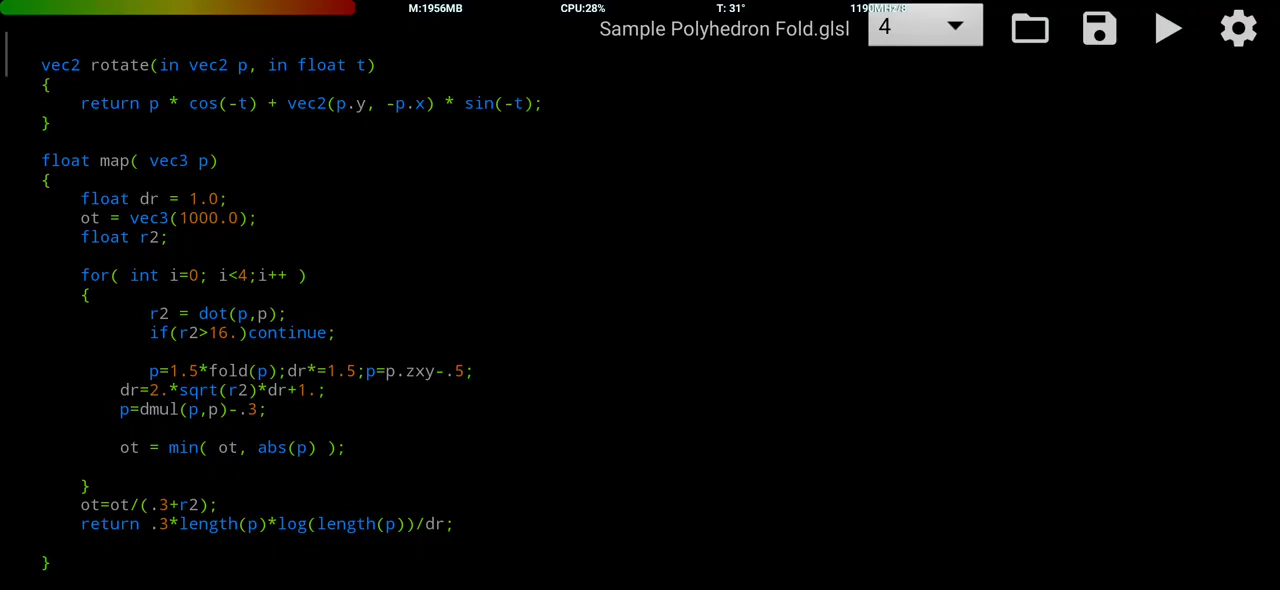 M:1956MB CPU:28% T: 31° 1190MHz/8
Sample Polyhedron Fold.glsl 4
vec2 rotate(in vec2 p, in float t)
{
return p * cos(-t) + vec2(p.y, -p.x) * sin(-t);
}
float map( vec3 p)
{
float dr = 1.0;
ot = vec3(1000.0);
float r2;
for( int i=0; i<4;i++ )
{
r2 = dot(p,p);
if(r2>16.)continue;
p=1.5*fold(p);dr*=1.5;p=p.zxy-.5;
dr=2.*sqrt(r2)*dr+1.;
p=dmul(p,p)-.3;
ot = min( ot, abs(p) );
}
ot=ot/(.3+r2);
return .3*length(p)*log(length(p))/dr;
}